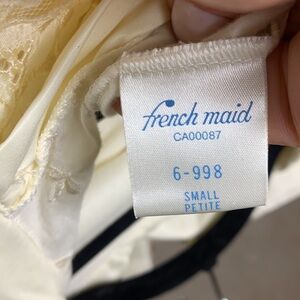 french maid
CA00087
6-998
SMALL
PETITE